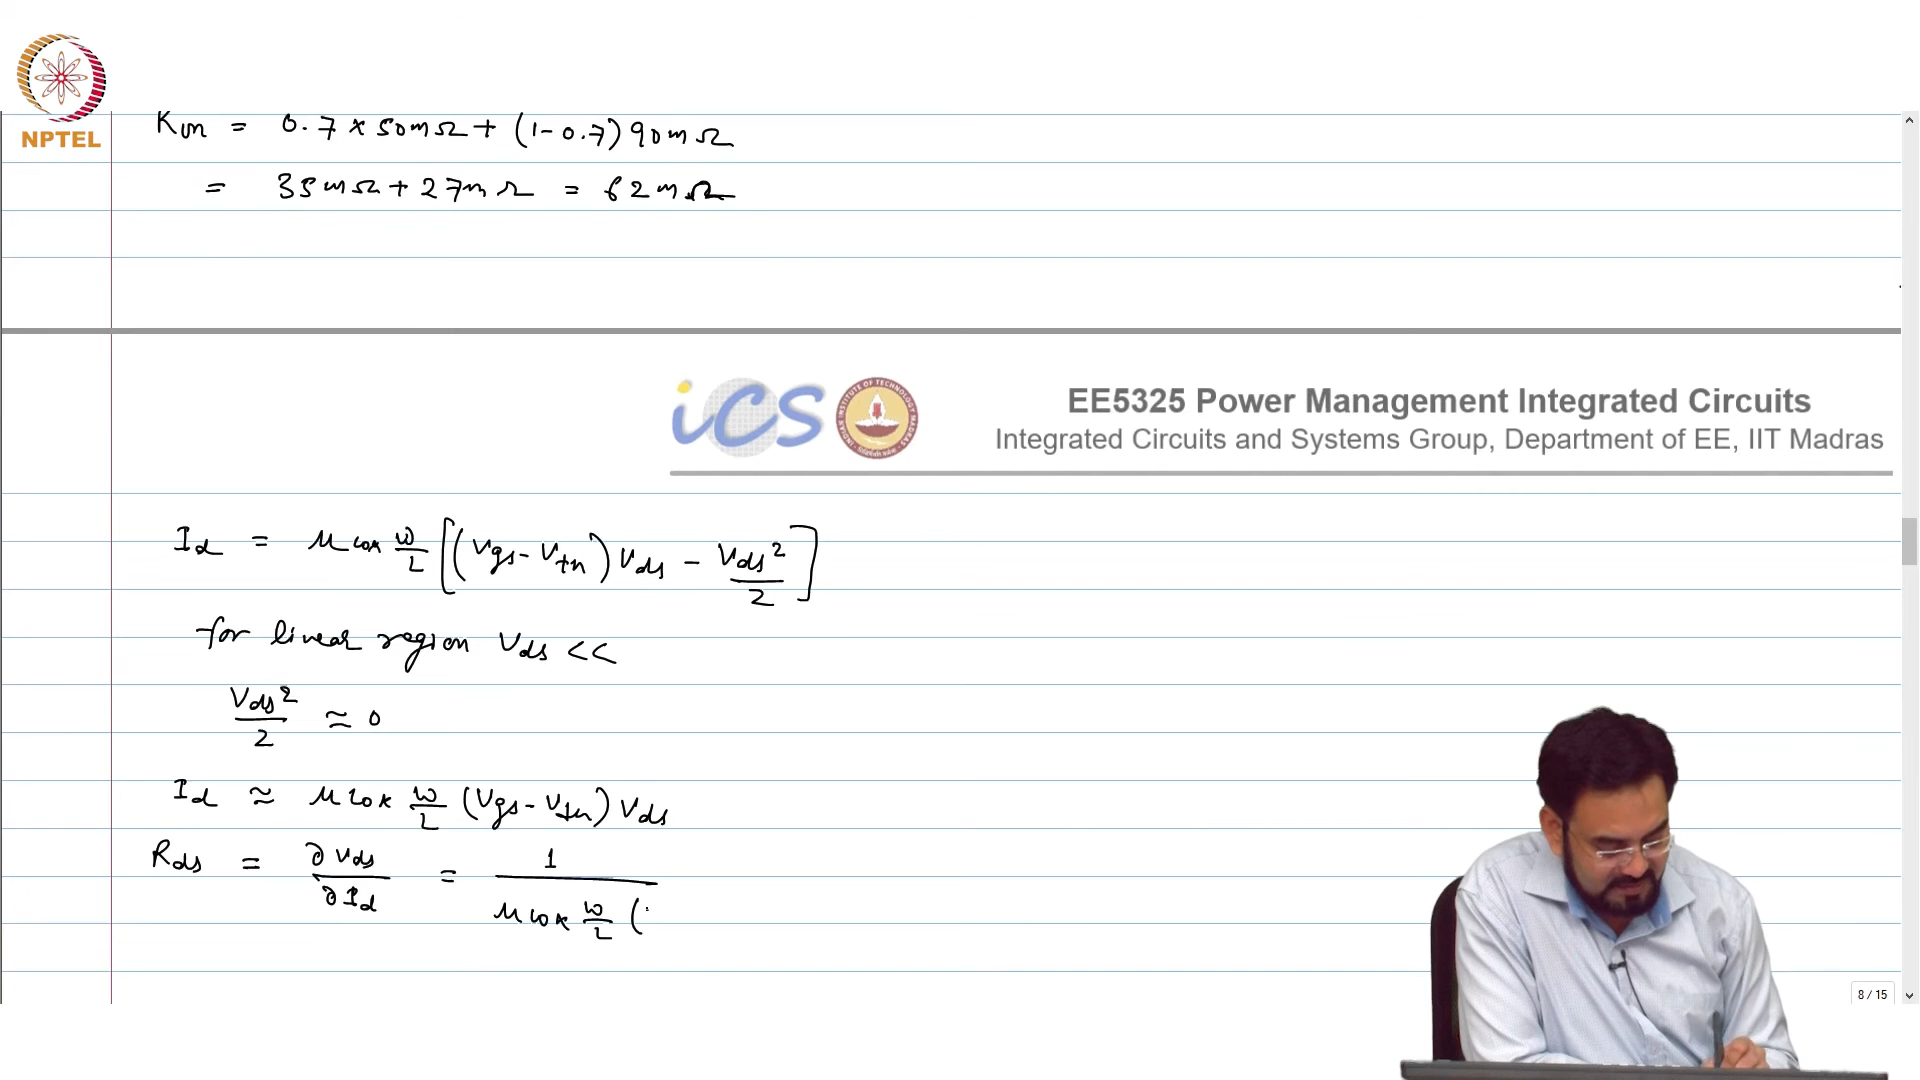 NPTEL
Ron = 0.7 × 50mΩ + (1-0.7) 90mΩ
= 35mΩ + 27mΩ = 62mΩ
iCS
EE5325 Power Management Integrated Circuits
Integrated Circuits and Systems Group, Department of EE, IIT Madras
Id = μCox W/L [(Vgs - Vtn) Vds - Vds²/2]
for linear region Vds <<
Vds²/2 ≈ 0
Id ≈ μCox W/L (Vgs - Vtn) Vds
Rds = ∂Vds/∂Id = 1/μCox W/L (
8 / 15